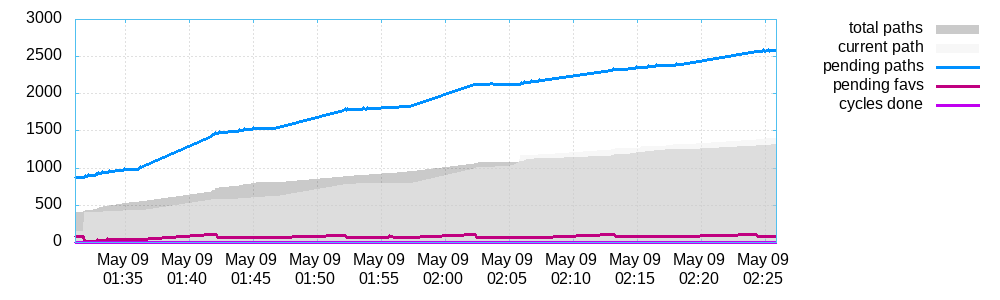 3000
2500
2000
1500
1000
500
0
May 09 May 09 May 09 May 09 May 09 May 09 May 09 May 09 May 09 May 09 May 09
01:35 01:40 01:45 01:50 01:55 02:00 02:05 02:10 02:15 02:20 02:25
total paths
current path
pending paths
pending favs
cycles done